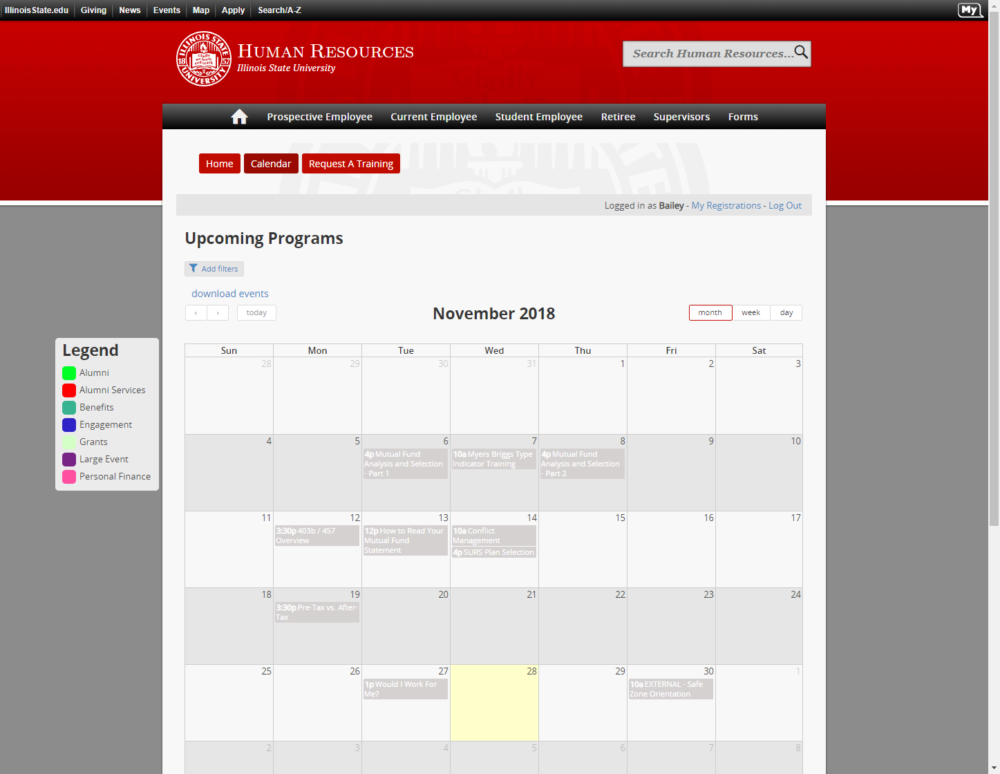 IllinoisState.edu Giving News Events Map Apply Search/A-Z My
ILLINOIS STATE UNIVERSITY 18 57 Gladly we learn and teach
Human Resources
Illinois State University
Search Human Resources...
Prospective Employee Current Employee Student Employee Retiree Supervisors Forms
Home Calendar Request A Training
Logged in as Bailey - My Registrations - Log Out
Upcoming Programs
Add filters
download events
‹ › today November 2018 month week day
Legend
Alumni
Alumni Services
Benefits
Engagement
Grants
Large Event
Personal Finance
Sun Mon Tue Wed Thu Fri Sat
28 29 30 31 1 2 3
4 5 6 7 8 9 10
4p Mutual Fund
Analysis and Selection
- Part 1
10a Myers Briggs Type
Indicator Training
4p Mutual Fund
Analysis and Selection
- Part 2
11 12 13 14 15 16 17
3:30p 403b / 457
Overview
12p How to Read Your
Mutual Fund
Statement
10a Conflict
Management
4p SURS Plan Selection
18 19 20 21 22 23 24
3:30p Pre-Tax vs. After-
Tax
25 26 27 28 29 30 1
1p Would I Work For
Me?
10a EXTERNAL - Safe
Zone Orientation
2 3 4 5 6 7 8